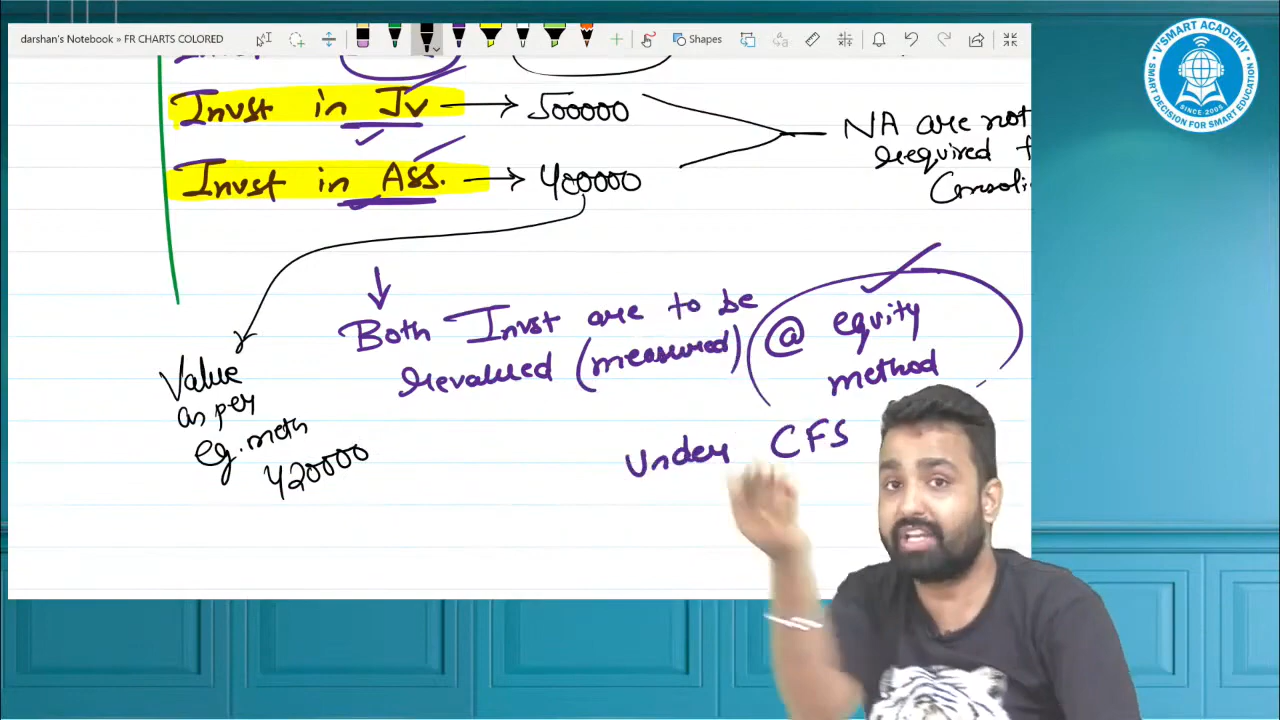 darshan's Notebook » FR CHARTS COLORED
Shapes
V'SMART ACADEMY
SMART DECISION FOR SMART EDUCATION
SINCE-2005
Invst in Jv → 500000
NA are not
required
Consoli
Invst in Ass. → 400000
Both Invst are to be
revalued (measured) @ equity
method
under CFS
Value
as per
eq. meth
420000